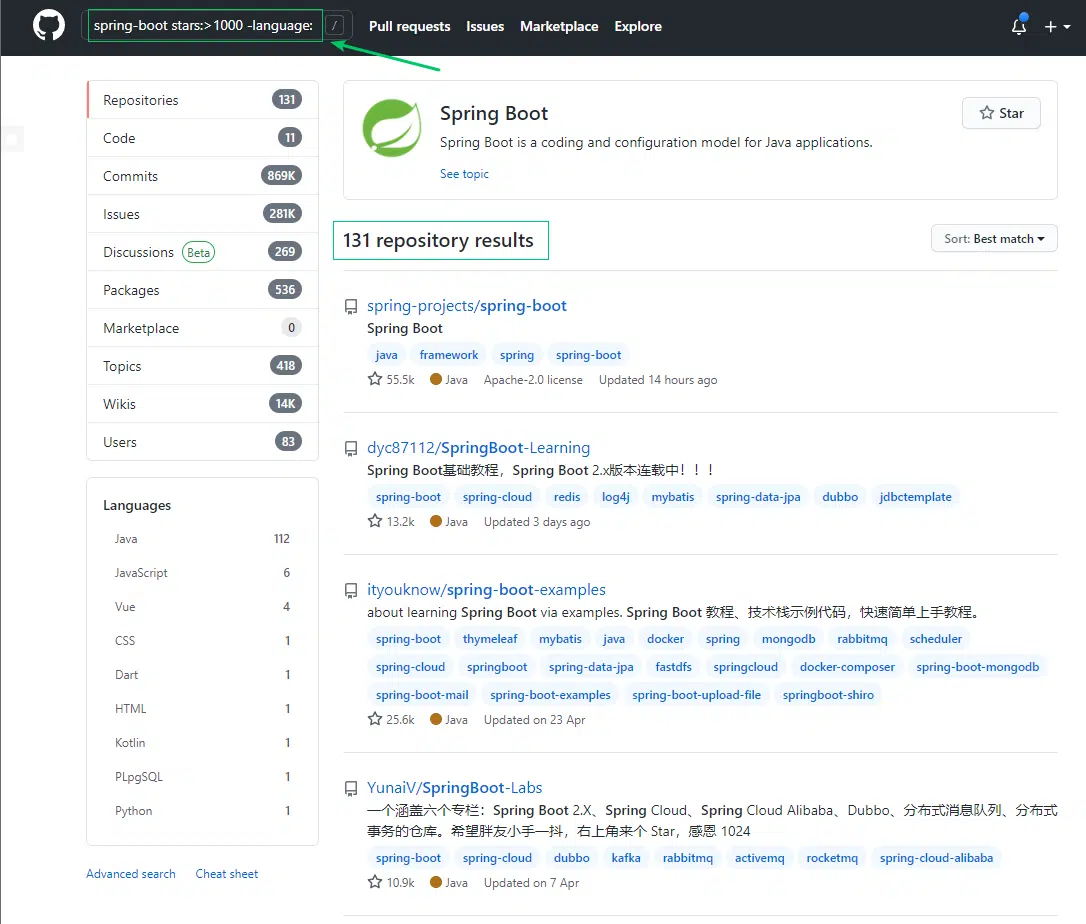 spring-boot stars:>1000 -language: /
Pull requests Issues Marketplace Explore
Repositories 131
Code 11
Commits 869K
Issues 281K
Discussions Beta 269
Packages 536
Marketplace 0
Topics 418
Wikis 14K
Users 83
Languages
Java 112
JavaScript 6
Vue 4
CSS 1
Dart 1
HTML 1
Kotlin 1
PLpgSQL 1
Python 1
Advanced search Cheat sheet
Spring Boot
Star
Spring Boot is a coding and configuration model for Java applications.
See topic
131 repository results
Sort: Best match
spring-projects/spring-boot
Spring Boot
java framework spring spring-boot
55.5k Java Apache-2.0 license Updated 14 hours ago
dyc87112/SpringBoot-Learning
Spring Boot基础教程，Spring Boot 2.x版本连载中！！！
spring-boot spring-cloud redis log4j mybatis spring-data-jpa dubbo jdbctemplate
13.2k Java Updated 3 days ago
ityouknow/spring-boot-examples
about learning Spring Boot via examples. Spring Boot 教程、技术栈示例代码，快速简单上手教程。
spring-boot thymeleaf mybatis java docker spring mongodb rabbitmq scheduler
spring-cloud springboot spring-data-jpa fastdfs springcloud docker-composer spring-boot-mongodb
spring-boot-mail spring-boot-examples spring-boot-upload-file springboot-shiro
25.6k Java Updated on 23 Apr
YunaiV/SpringBoot-Labs
一个涵盖六个专栏：Spring Boot 2.X、Spring Cloud、Spring Cloud Alibaba、Dubbo、分布式消息队列、分布式
事务的仓库。希望胖友小手一抖，右上角来个 Star，感恩 1024
spring-boot spring-cloud dubbo kafka rabbitmq activemq rocketmq spring-cloud-alibaba
10.9k Java Updated on 7 Apr